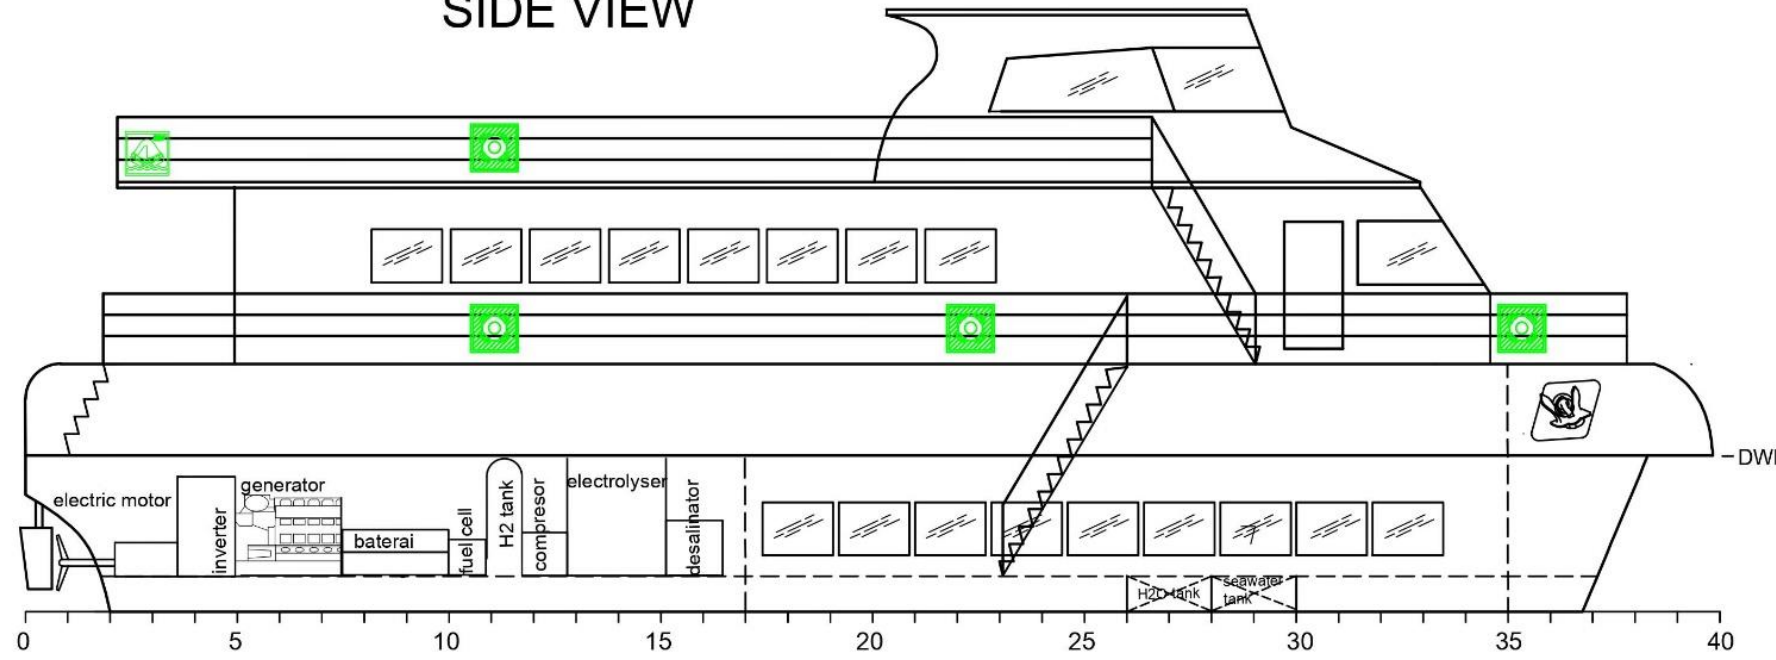 SIDE VIEW
DW
electric motor
inverter
generator
baterai
fuel cell
H2 tank
compresor
electrolyser
desalinator
H2O tank
seawater
tank
0 5 10 15 20 25 30 35 40